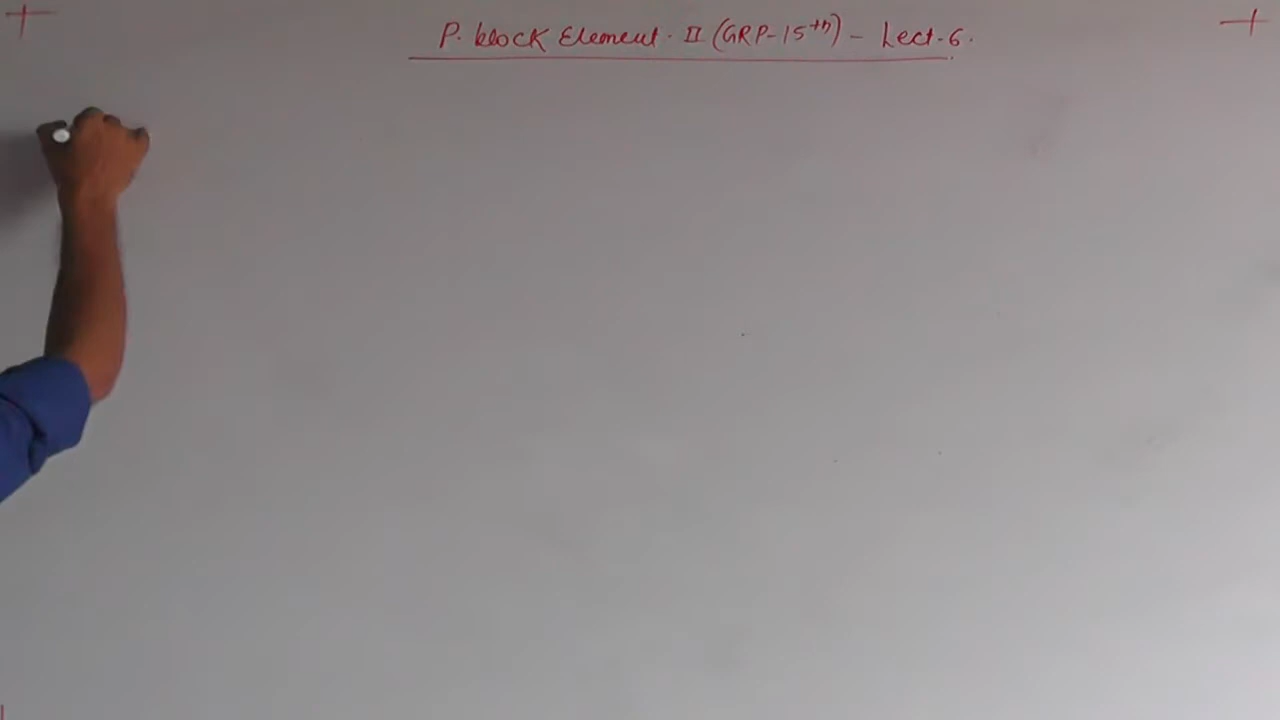 P. block Element. II (GRP-15th) - Lect. 6.